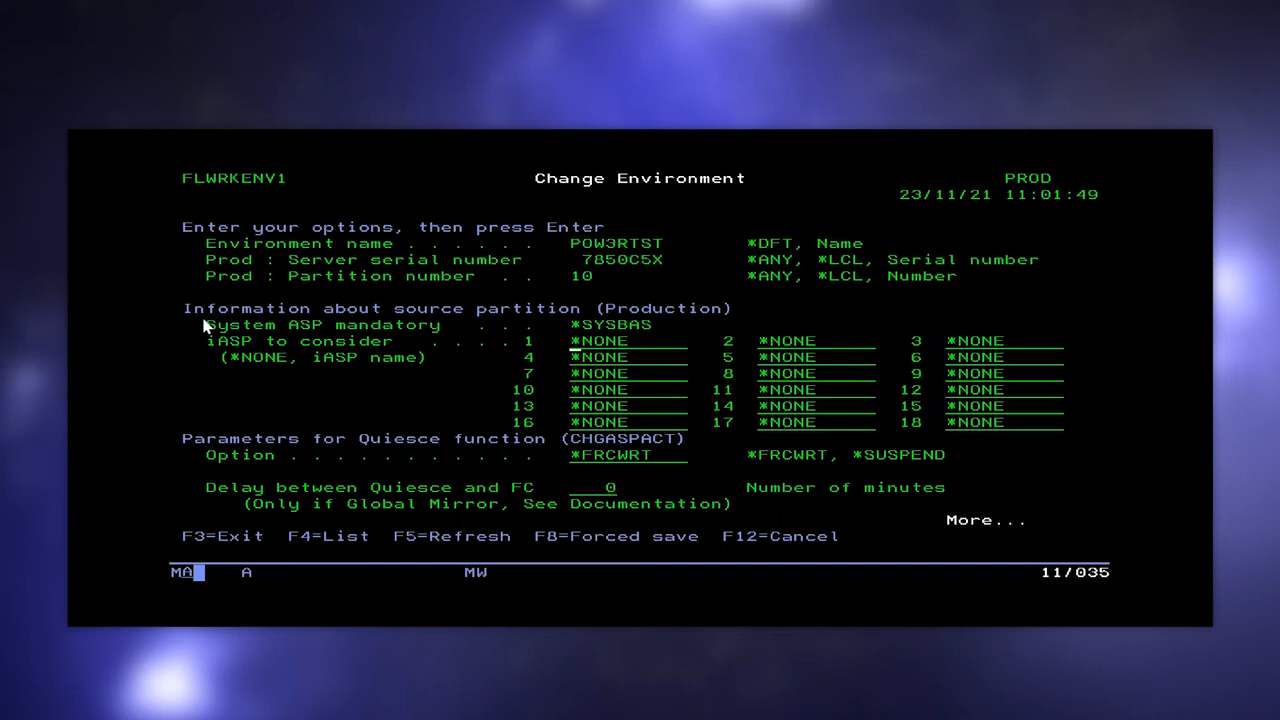 FLWRKENV1 Change Environment PROD
23/11/21 11:01:49
Enter your options, then press Enter
Environment name . . . . . . POW3RTST *DFT, Name
Prod : Server serial number 7850C5X *ANY, *LCL, Serial number
Prod : Partition number . . 10 *ANY, *LCL, Number
Information about source partition (Production)
System ASP mandatory . . . *SYSBAS
iASP to consider . . . . 1 *NONE 2 *NONE 3 *NONE
(*NONE, iASP name) 4 *NONE 5 *NONE 6 *NONE
7 *NONE 8 *NONE 9 *NONE
10 *NONE 11 *NONE 12 *NONE
13 *NONE 14 *NONE 15 *NONE
16 *NONE 17 *NONE 18 *NONE
Parameters for Quiesce function (CHGASPACT)
Option . . . . . . . . . . . *FRCWRT *FRCWRT, *SUSPEND
Delay between Quiesce and FC 0 Number of minutes
(Only if Global Mirror, See Documentation)
More...
F3=Exit F4=List F5=Refresh F8=Forced save F12=Cancel
MA A MW 11/035